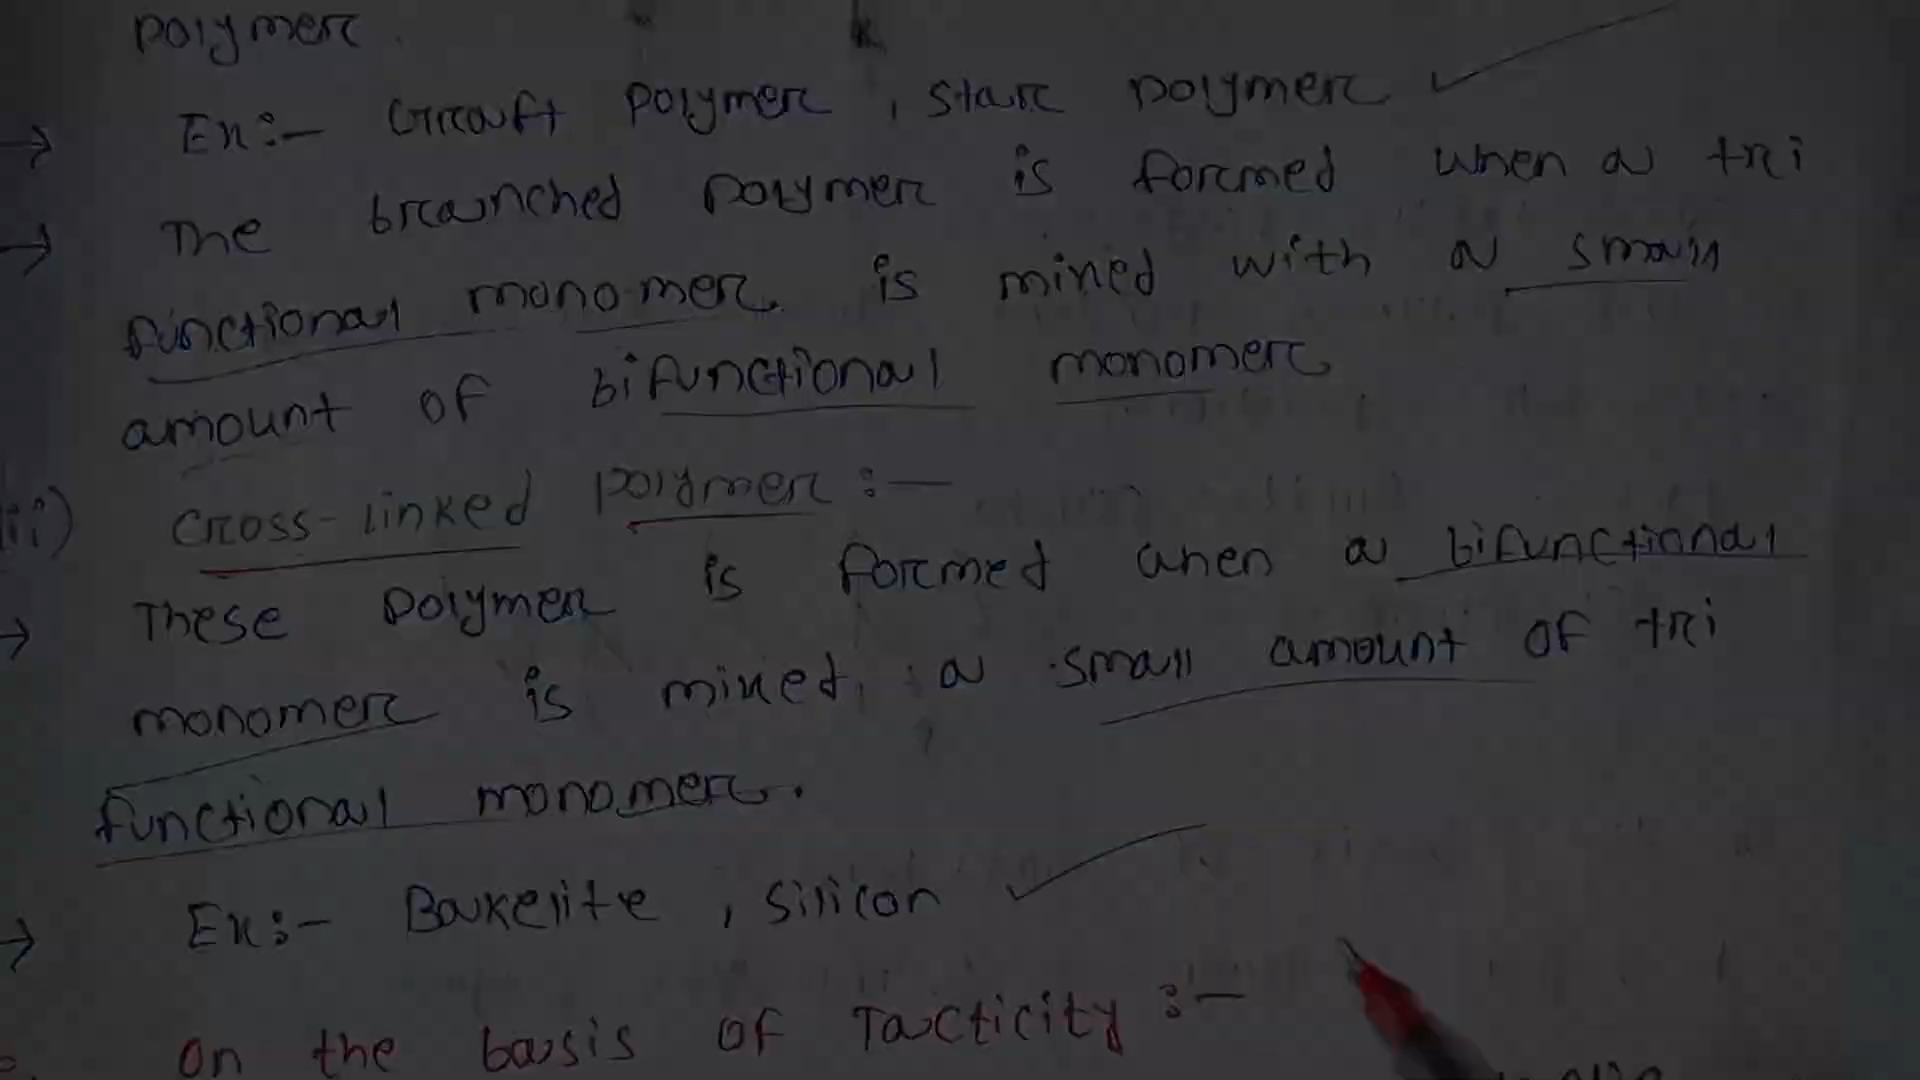 polymer.
→ Ex:- Graft polymer, star polymer
→ The branched polymer is formed when a tri
functional monomer. is mixed with a small
amount of bifunctional monomer
ii) Cross-linked polymer:-
→ These polymer is formed when a bifunctional
monomer is mixed, a small amount of tri
functional monomer.
→ Ex:- Bakelite, Silicon
on the basis of Tacticity:-